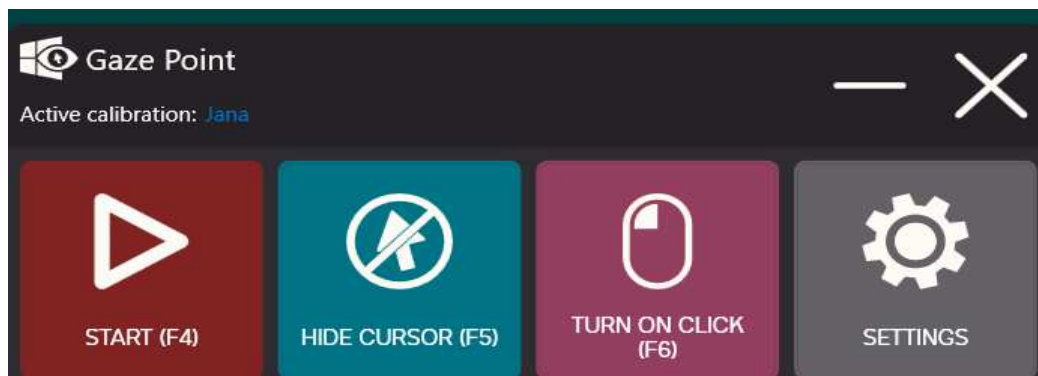 Gaze Point
Active calibration: Jana
START (F4)
HIDE CURSOR (F5)
TURN ON CLICK
(F6)
SETTINGS